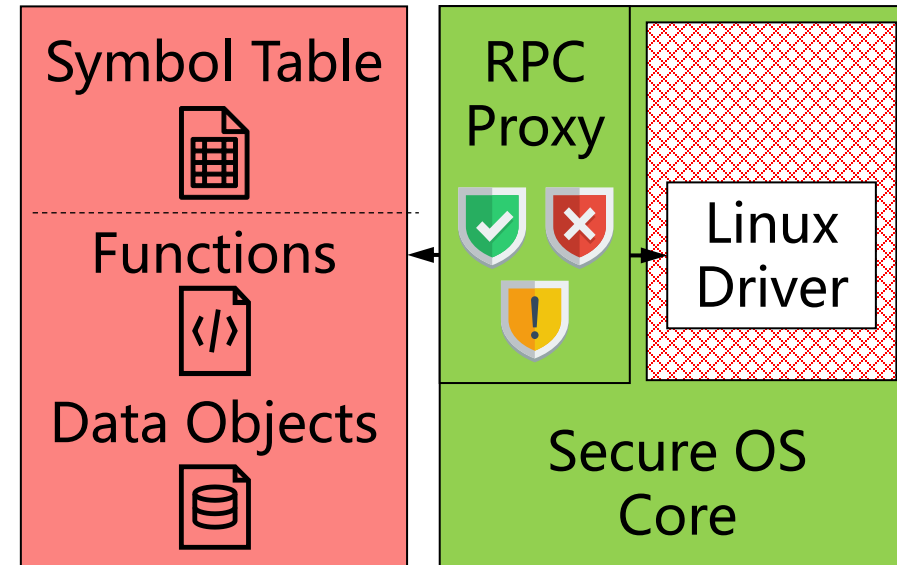 Symbol Table
Functions
Data Objects
RPC
Proxy
Linux
Driver
Secure OS
Core